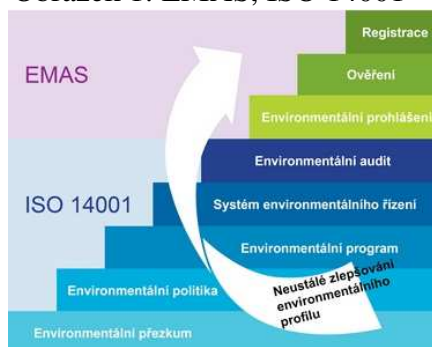 Obrázek 1: EMAS, ISO 14001
Registrace
EMAS
Ověření
Environmentální prohlášení
Environmentální audit
ISO 14001
Systém environmentálního řízení
Environmentální program
Environmentální politika
Neustálé zlepšování
environmentálního
profilu
Environmentální přezkum